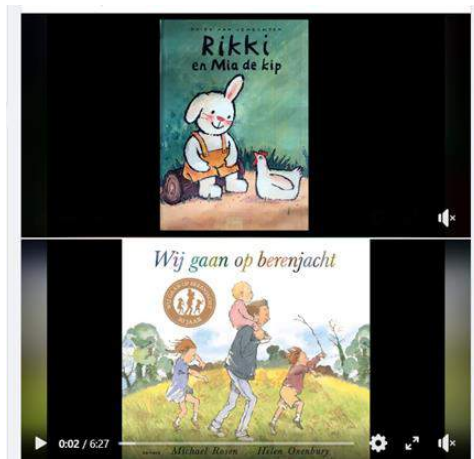 Rikki
en Mia de kip
Wij gaan op berenjacht
0:02 / 6:27
Michael Rosen Helen Oxenbury